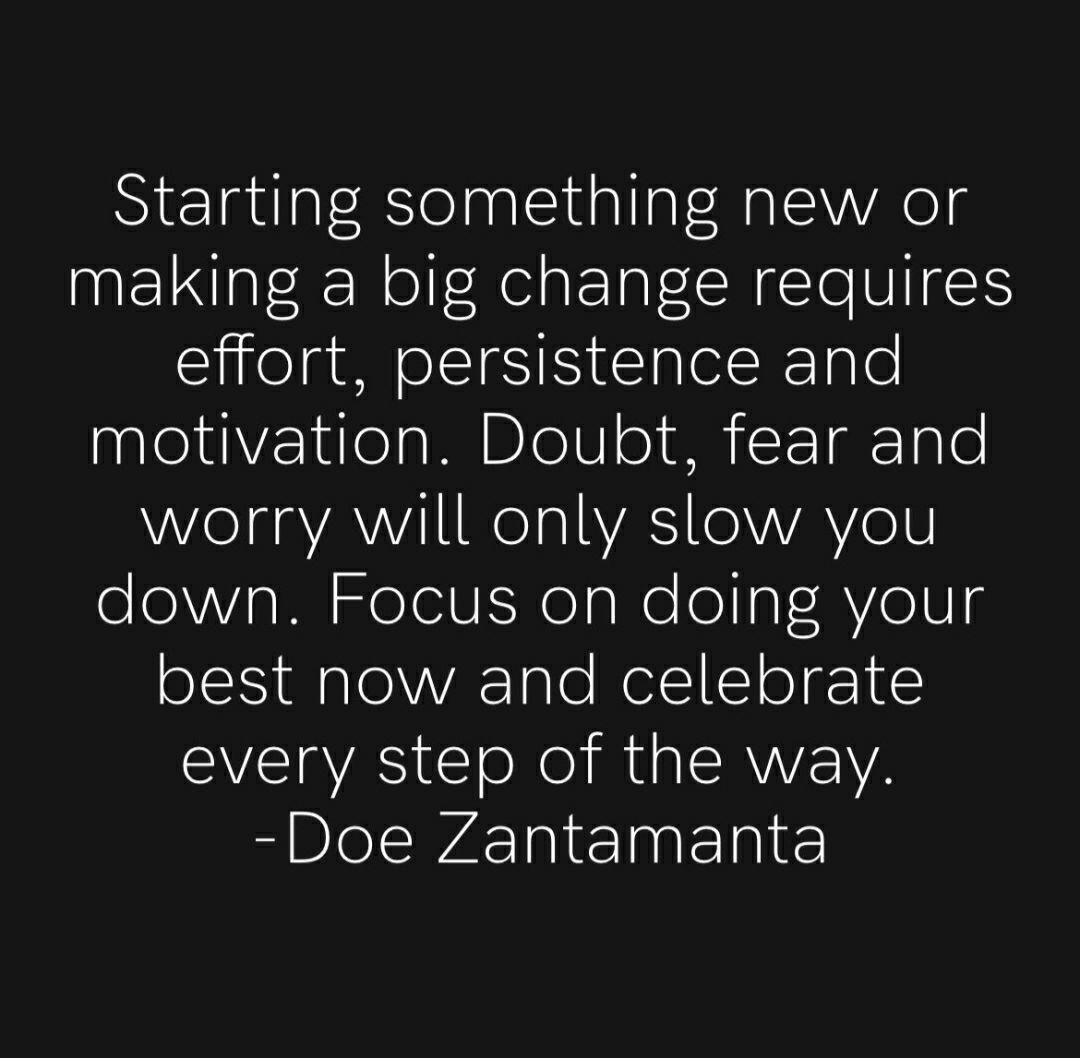 Starting something new or
making a big change requires
effort, persistence and
motivation. Doubt, fear and
worry will only slow you
down. Focus on doing your
best now and celebrate
every step of the way.
-Doe Zantamanta